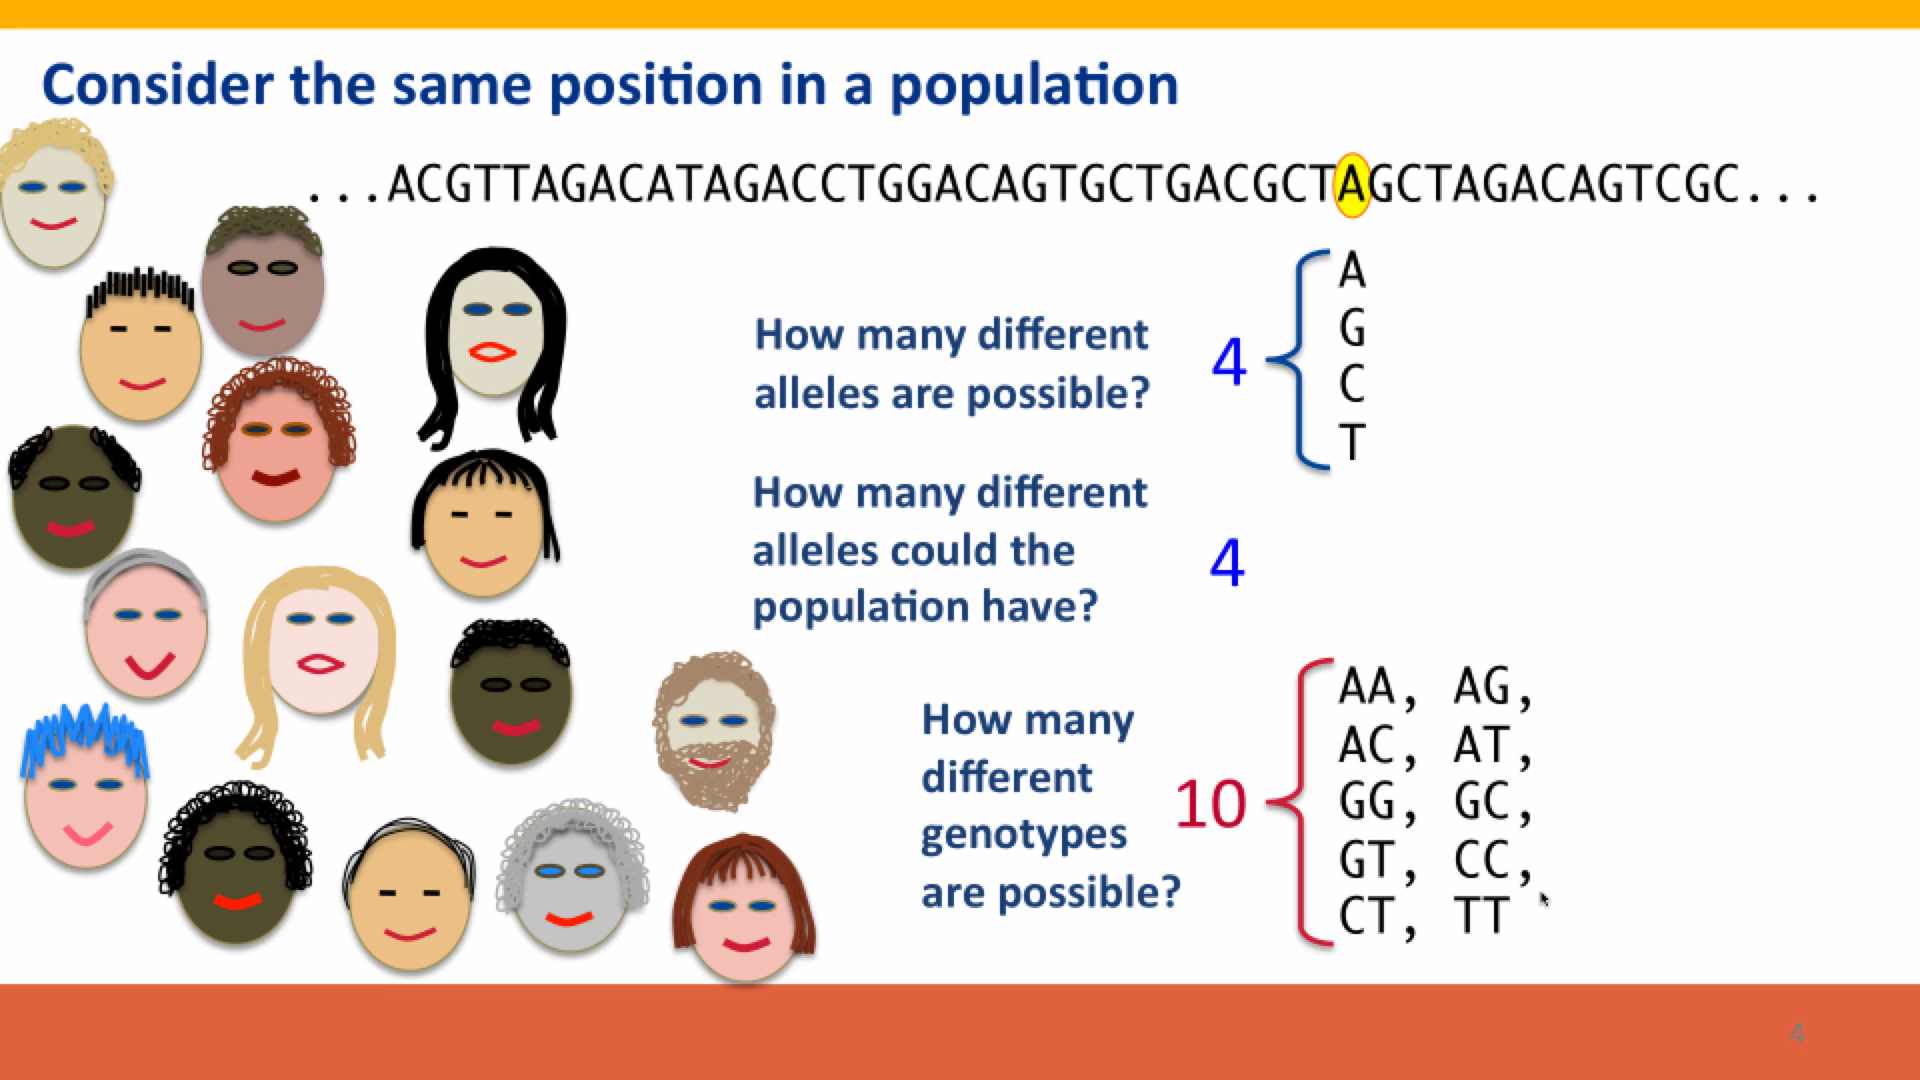 Consider the same position in a population
...ACGTTAGACATAGACCTGGACAGTGCTGACGCTAGCTAGACAGTCGC...
How many different
alleles are possible?
4
A
G
C
T
How many different
alleles could the
population have?
4
How many
different
genotypes
are possible?
10
AA, AG,
AC, AT,
GG, GC,
GT, CC,
CT, TT
4